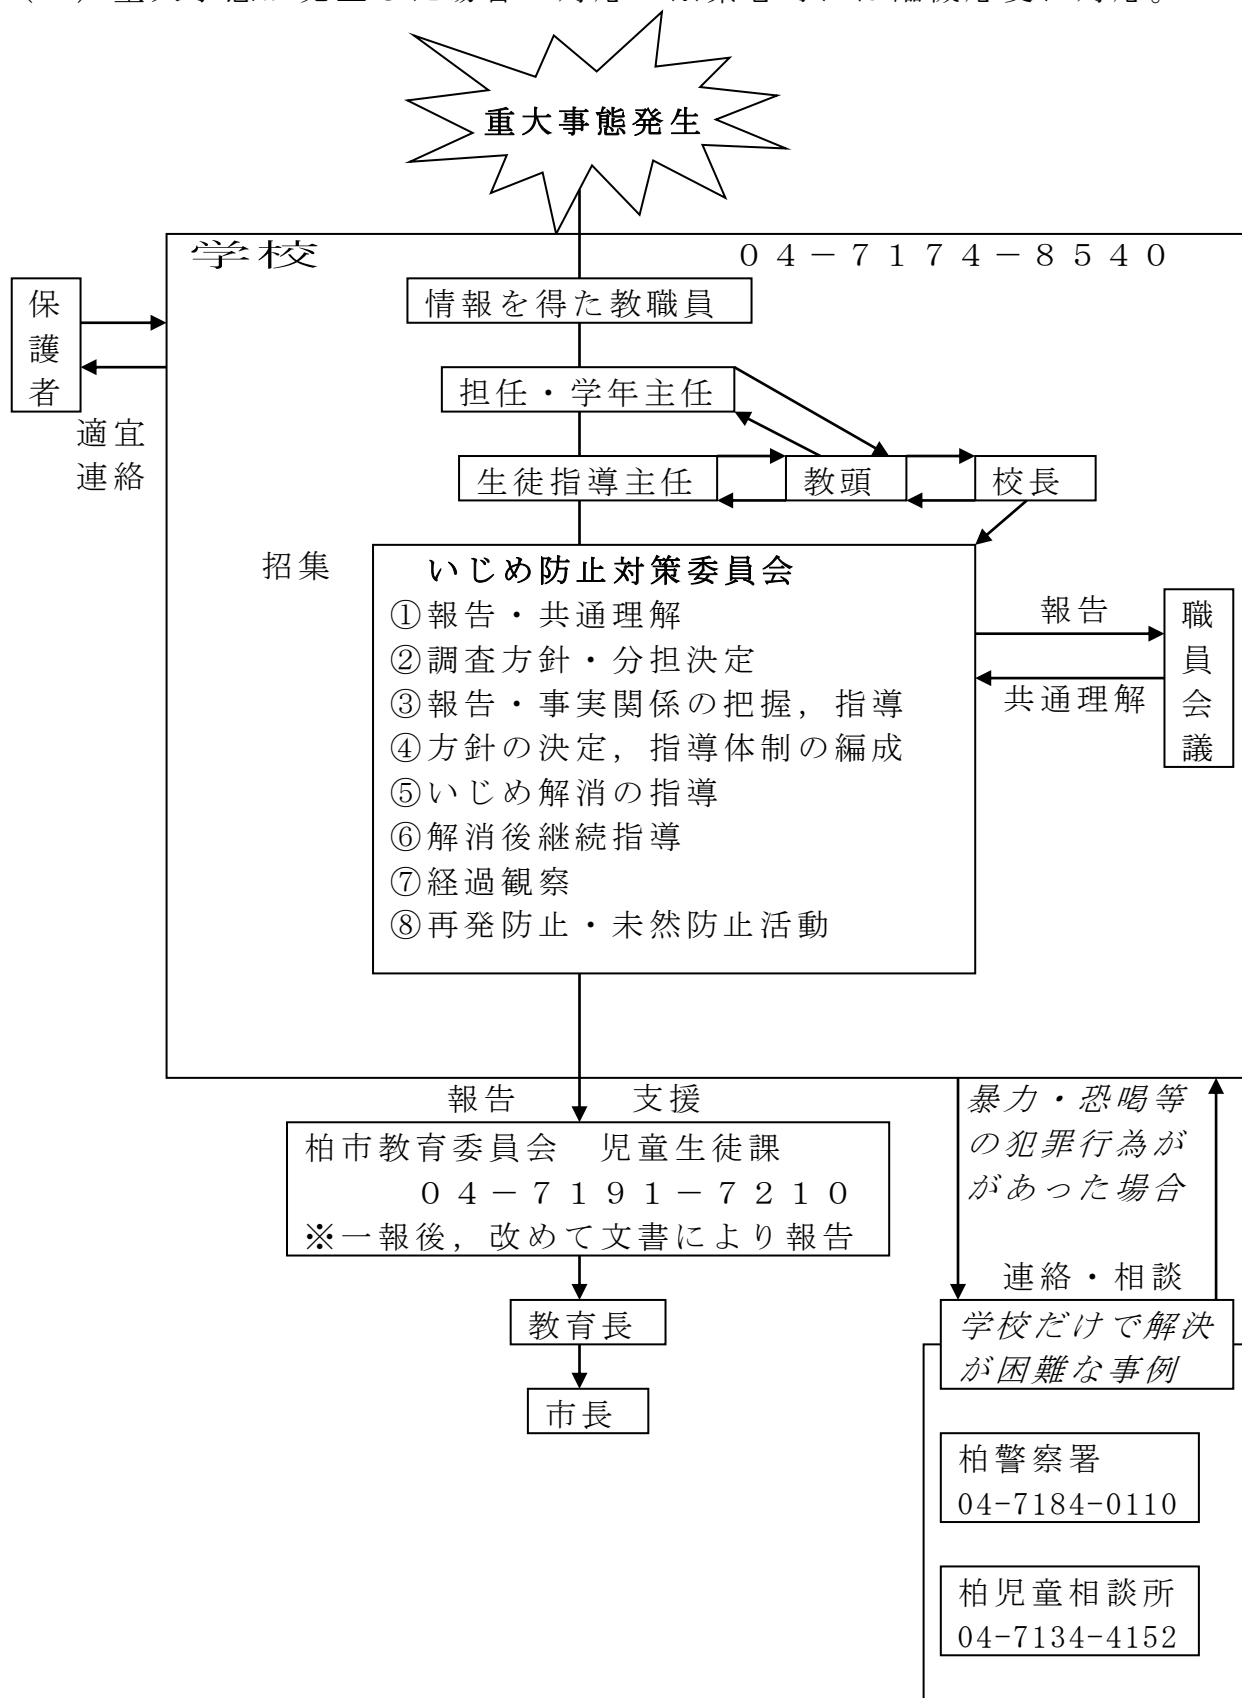 重大事態発生
学校　０４－７１７４－８５４０
保護者
情報を得た教職員
担任・学年主任
適宜
連絡
生徒指導主任
教頭
校長
招集
いじめ防止対策委員会
①報告・共通理解
②調査方針・分担決定
③報告・事実関係の把握，指導
④方針の決定，指導体制の編成
⑤いじめ解消の指導
⑥解消後継続指導
⑦経過観察
⑧再発防止・未然防止活動
報告
共通理解
職員会議
報告　支援
柏市教育委員会　児童生徒課
０４－７１９１－７２１０
※一報後，改めて文書により報告
教育長
市長
暴力・恐喝等
の犯罪行為が
があった場合
連絡・相談
学校だけで解決
が困難な事例
柏警察署
04-7184-0110
柏児童相談所
04-7134-4152